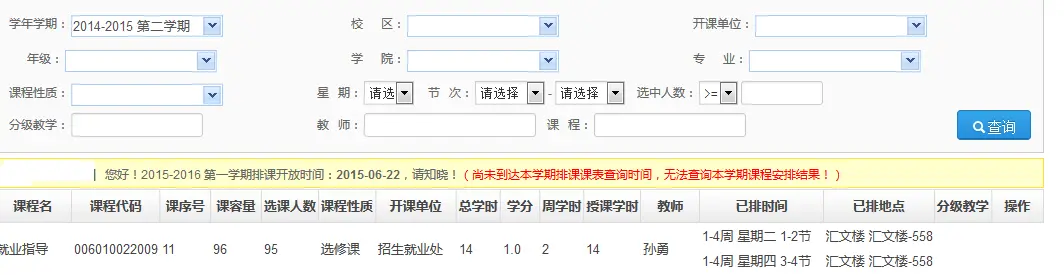 学年学期： 2014-2015 第二学期 校 区： 开课单位：
年级： 学 院： 专 业：
课程性质： 星 期： 请选 节 次： 请选择 - 请选择 选中人数： >=
分级教学： 教 师： 课 程：
查询
您好！2015-2016 第一学期排课开放时间：2015-06-22，请知晓！（尚未到达本学期排课课表查询时间，无法查询本学期课程安排结果！）
课程名 课程代码 课序号 课容量 选课人数 课程性质 开课单位 总学时 学分 周学时 授课学时 教师 已排时间 已排地点 分级教学 操作
就业指导 006010022009 11 96 95 选修课 招生就业处 14 1.0 2 14 孙勇 1-4周 星期二 1-2节 汇文楼 汇文楼-558
1-4周 星期四 3-4节 汇文楼 汇文楼-558